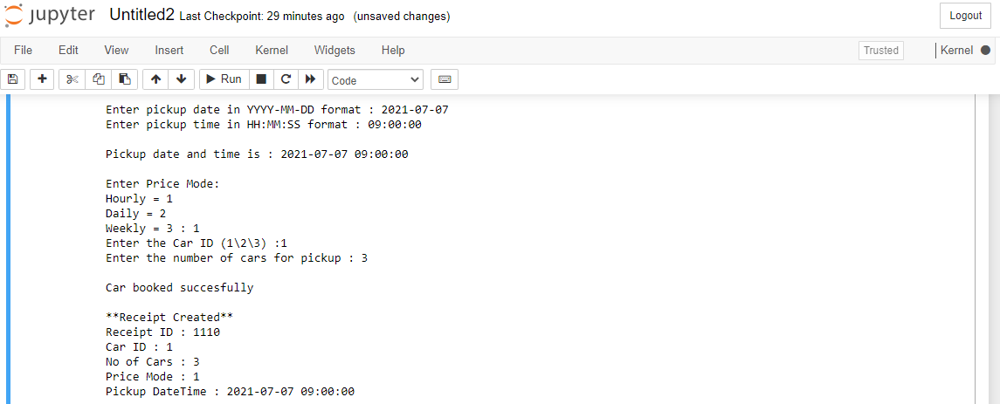 jupyter Untitled2 Last Checkpoint: 29 minutes ago (unsaved changes) Logout
File Edit View Insert Cell Kernel Widgets Help Trusted Kernel
Run Code
Enter pickup date in YYYY-MM-DD format : 2021-07-07
Enter pickup time in HH:MM:SS format : 09:00:00
Pickup date and time is : 2021-07-07 09:00:00
Enter Price Mode:
Hourly = 1
Daily = 2
Weekly = 3 : 1
Enter the Car ID (1\2\3) :1
Enter the number of cars for pickup : 3
Car booked succesfully
**Receipt Created**
Receipt ID : 1110
Car ID : 1
No of Cars : 3
Price Mode : 1
Pickup DateTime : 2021-07-07 09:00:00